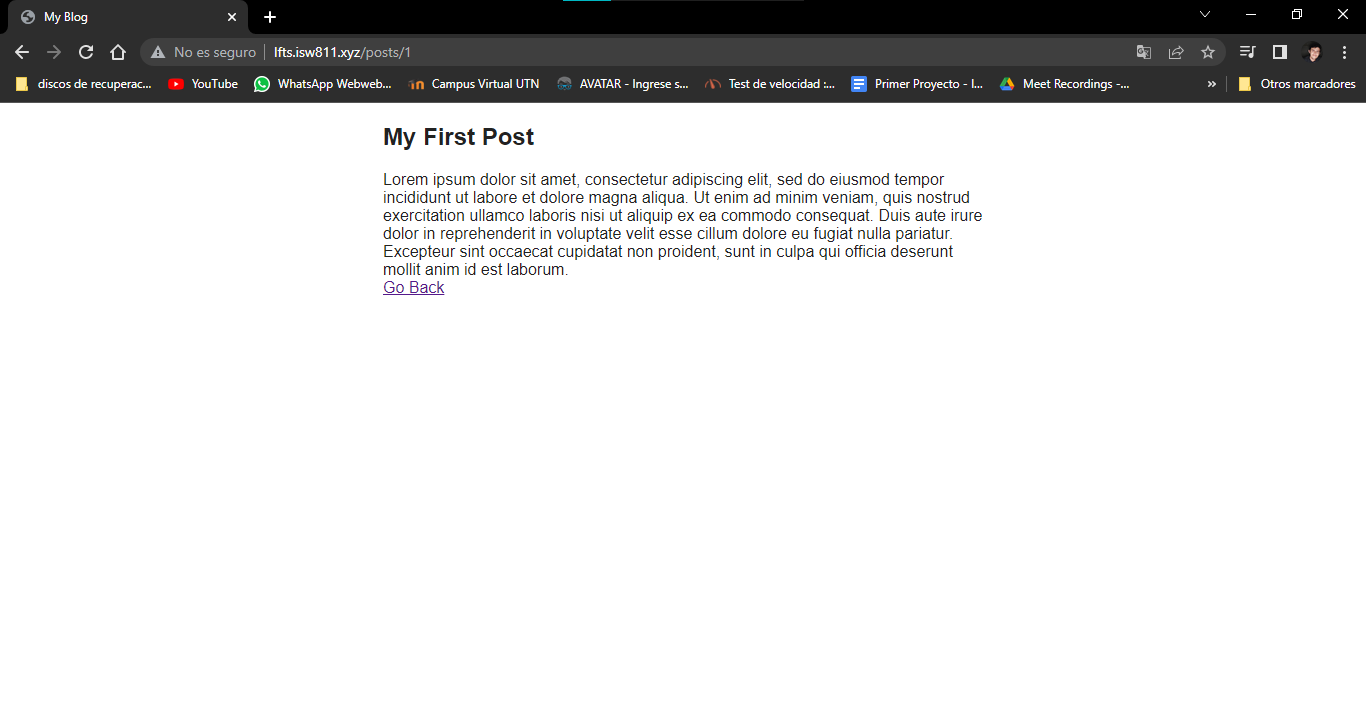 My Blog
No es seguro lfts.isw811.xyz/posts/1
discos de recuperac... YouTube WhatsApp Webweb... Campus Virtual UTN AVATAR - Ingrese s... Test de velocidad :... Primer Proyecto - I... Meet Recordings -... » Otros marcadores
My First Post
Lorem ipsum dolor sit amet, consectetur adipiscing elit, sed do eiusmod tempor
incididunt ut labore et dolore magna aliqua. Ut enim ad minim veniam, quis nostrud
exercitation ullamco laboris nisi ut aliquip ex ea commodo consequat. Duis aute irure
dolor in reprehenderit in voluptate velit esse cillum dolore eu fugiat nulla pariatur.
Excepteur sint occaecat cupidatat non proident, sunt in culpa qui officia deserunt
mollit anim id est laborum.
Go Back